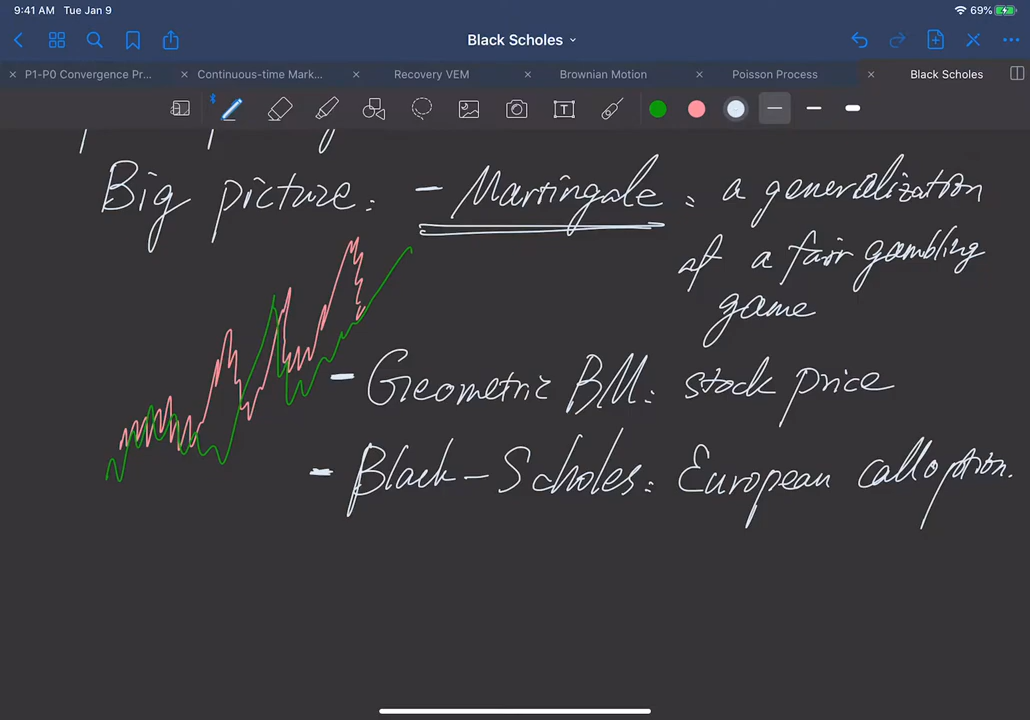 9:41 AM Tue Jan 9
69%
Black Scholes
P1-P0 Convergence Pr...
Continuous-time Mark...
Recovery VEM
Brownian Motion
Poisson Process
Black Scholes
Big picture: - Martingale: a generalization
of a fair gambling
game
- Geometric BM: stock price
- Black-Scholes: European call option.